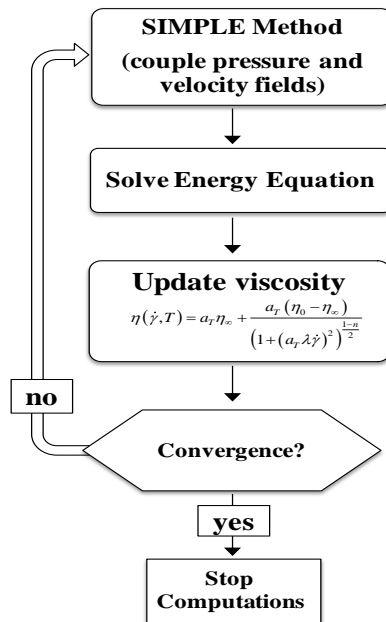 SIMPLE Method
(couple pressure and
velocity fields)
Solve Energy Equation
Update viscosity
η(γ̇,T) = a_T η_∞ + a_T (η_0 − η_∞) / (1 + (a_T λγ̇)^2)^((1−n)/2)
no
Convergence?
yes
Stop
Computations